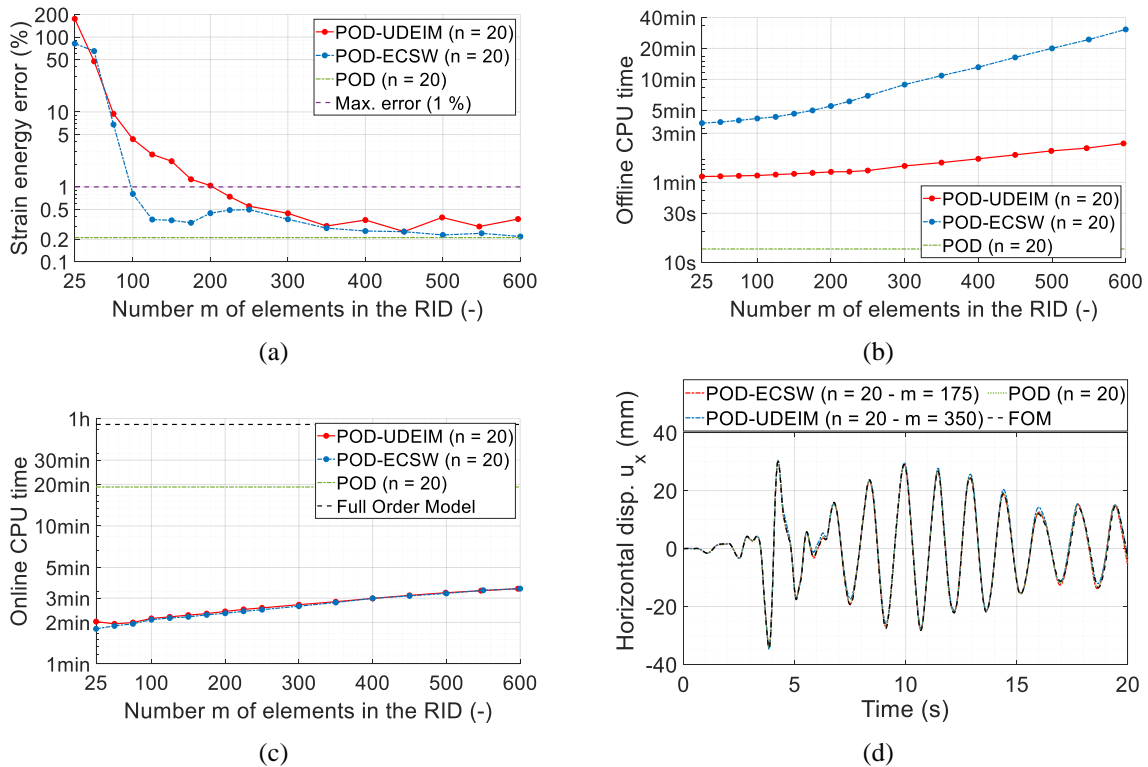 200
100
50
10
5
1
0.5
0.2
0.1
Strain energy error (%)
POD-UDEIM (n = 20)
POD-ECSW (n = 20)
POD (n = 20)
Max. error (1 %)
25 100 200 300 400 500 600
Number m of elements in the RID (-)
(a)
40min
20min
10min
5min
3min
1min
30s
10s
Offline CPU time
POD-UDEIM (n = 20)
POD-ECSW (n = 20)
POD (n = 20)
25 100 200 300 400 500 600
Number m of elements in the RID (-)
(b)
1h
30min
20min
10min
5min
3min
2min
1min
Online CPU time
POD-UDEIM (n = 20)
POD-ECSW (n = 20)
POD (n = 20)
Full Order Model
25 100 200 300 400 500 600
Number m of elements in the RID (-)
(c)
POD-ECSW (n = 20 - m = 175) POD (n = 20)
POD-UDEIM (n = 20 - m = 350) FOM
40
20
0
-20
-40
Horizontal disp. u_x (mm)
0 5 10 15 20
Time (s)
(d)